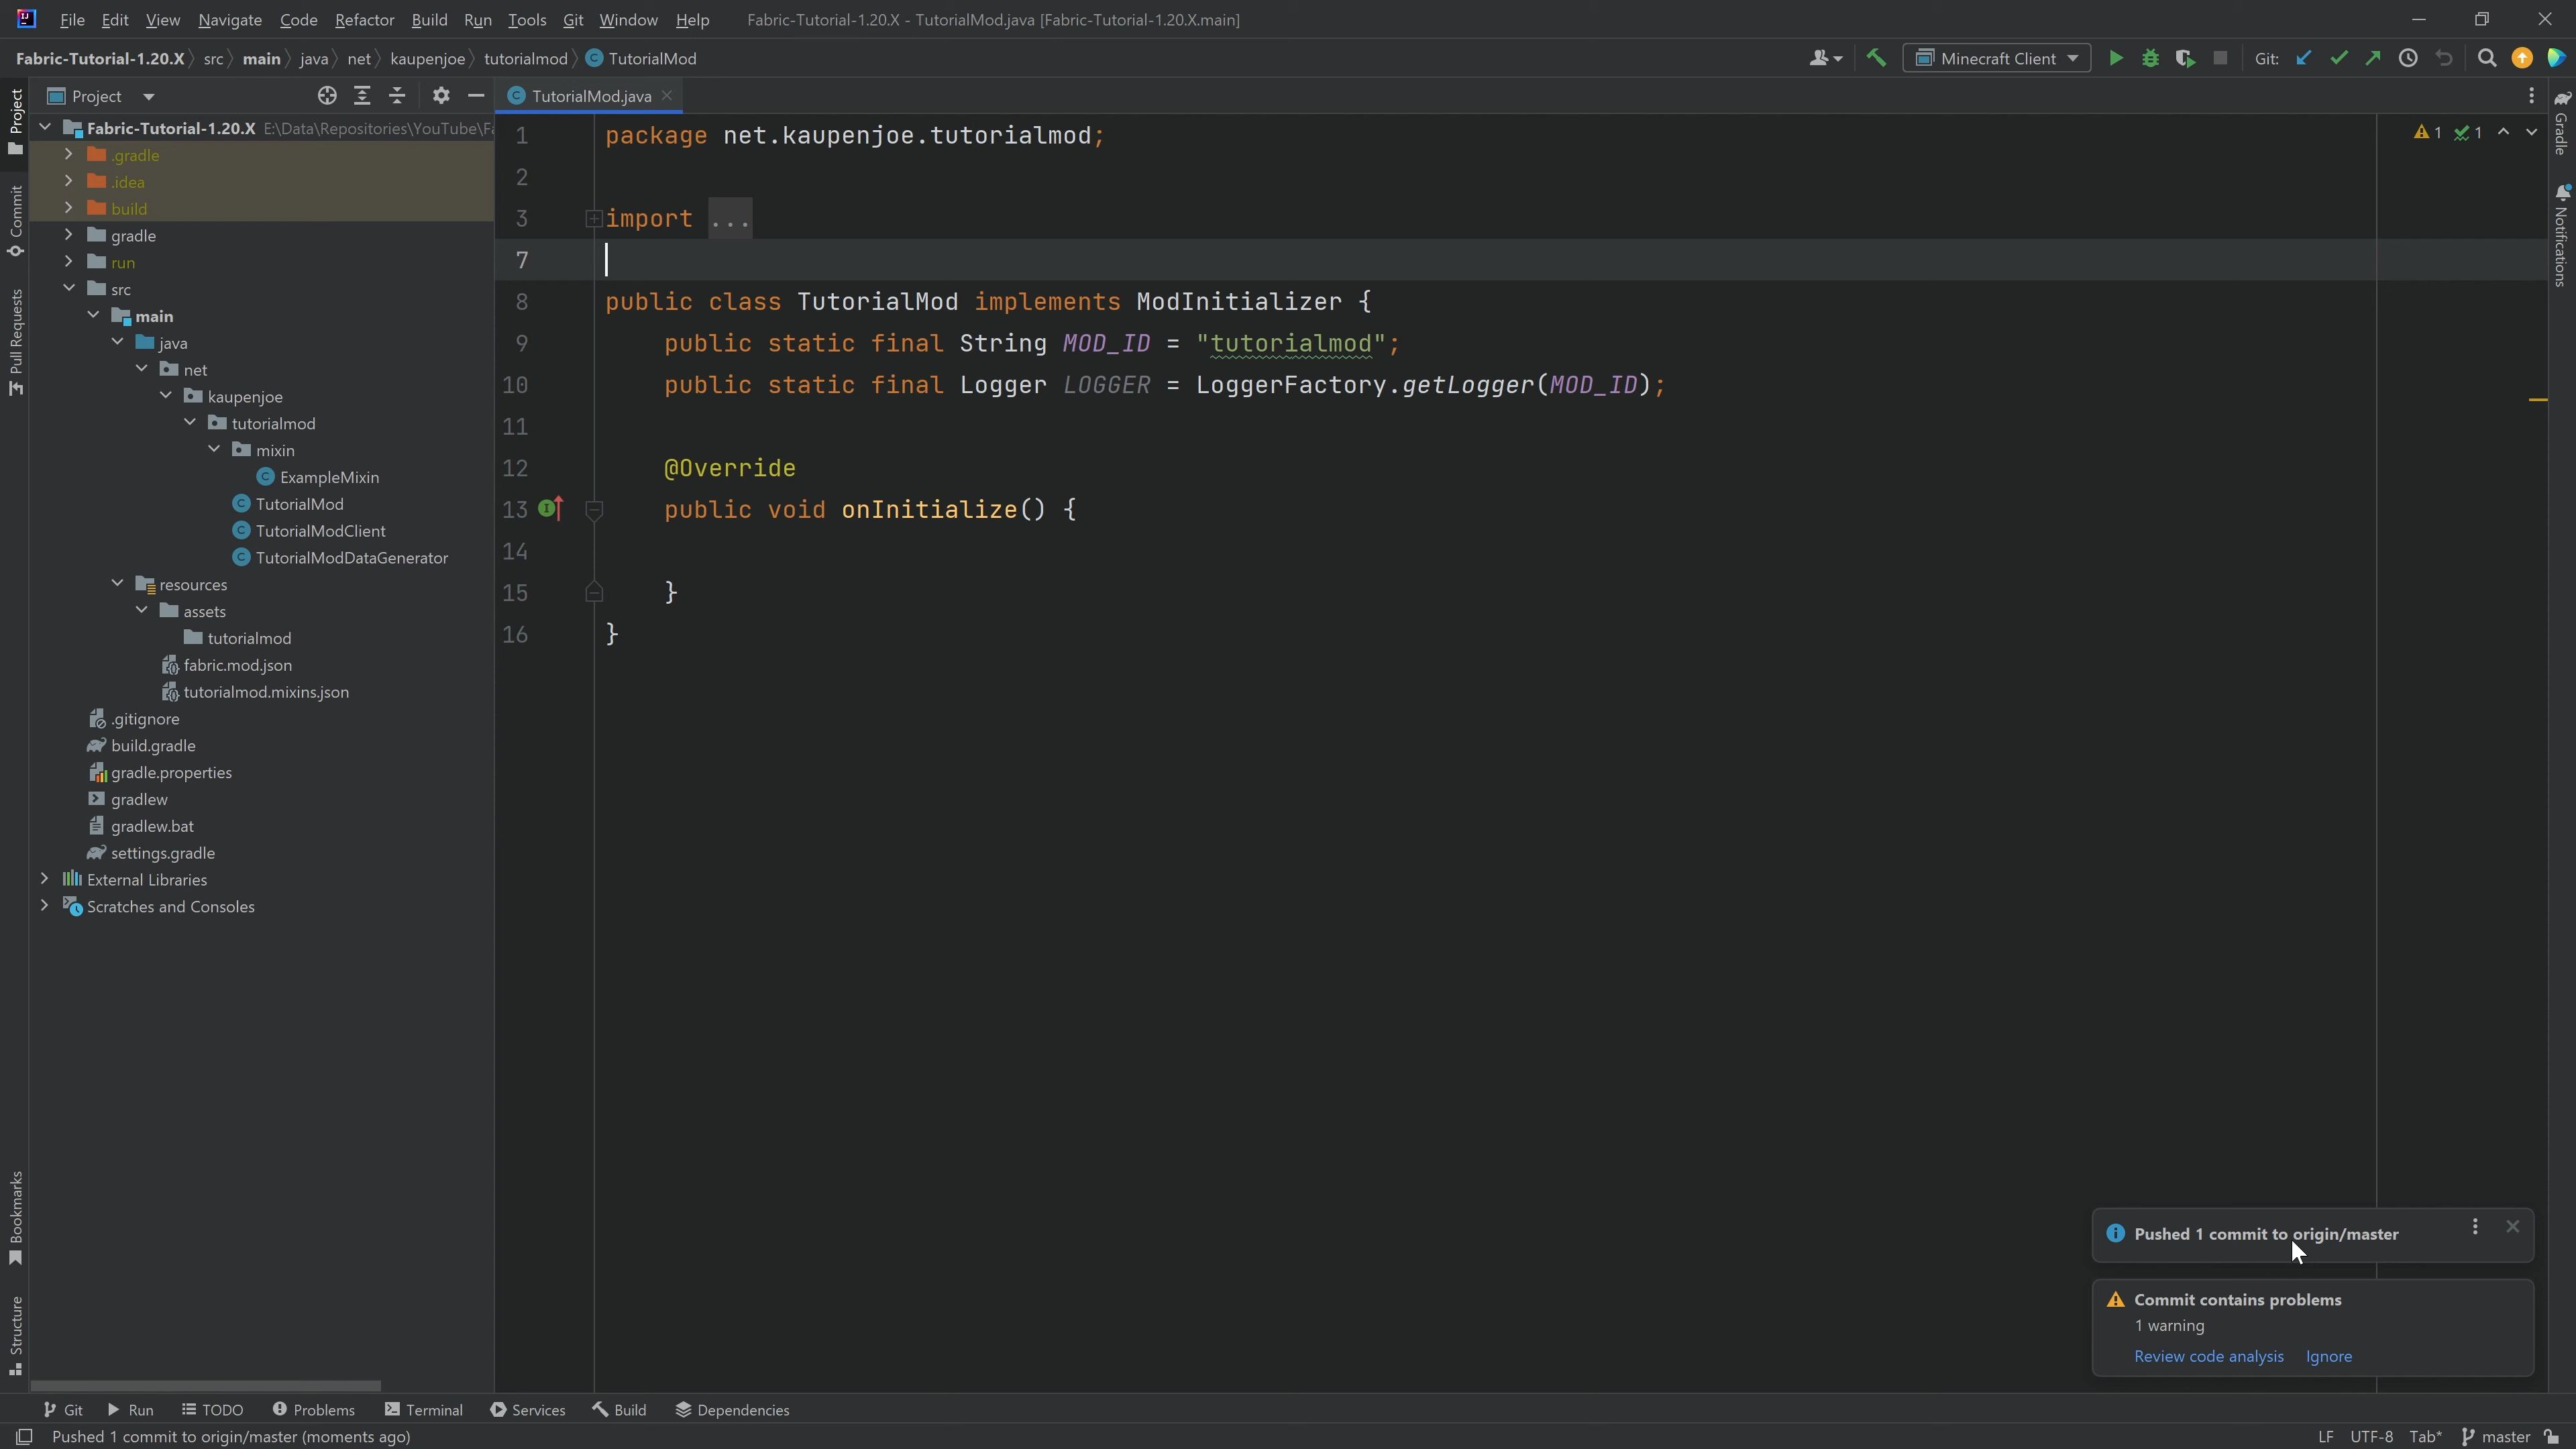 File Edit View Navigate Code Refactor Build Run Tools Git Window Help Fabric-Tutorial-1.20.X - TutorialMod.java [Fabric-Tutorial-1.20.X.main]
Fabric-Tutorial-1.20.X src main java net kaupenjoe tutorialmod TutorialMod Minecraft Client Git:
Project TutorialMod.java
Fabric-Tutorial-1.20.X E:\Data\Repositories\YouTube\Fa
.gradle
.idea
build
gradle
run
src
main
java
net
kaupenjoe
tutorialmod
mixin
ExampleMixin
TutorialMod
TutorialModClient
TutorialModDataGenerator
resources
assets
tutorialmod
fabric.mod.json
tutorialmod.mixins.json
.gitignore
build.gradle
gradle.properties
gradlew
gradlew.bat
settings.gradle
External Libraries
Scratches and Consoles
Project
Commit
Pull Requests
Bookmarks
Structure
1 package net.kaupenjoe.tutorialmod;
2
3 import ...
7
8 public class TutorialMod implements ModInitializer {
9 public static final String MOD_ID = "tutorialmod";
10 public static final Logger LOGGER = LoggerFactory.getLogger(MOD_ID);
11
12 @Override
13 public void onInitialize() {
14
15 }
16 }
1 1
Gradle
Notifications
Pushed 1 commit to origin/master
Commit contains problems
1 warning
Review code analysis Ignore
Git Run TODO Problems Terminal Services Build Dependencies
Pushed 1 commit to origin/master (moments ago) LF UTF-8 Tab* master